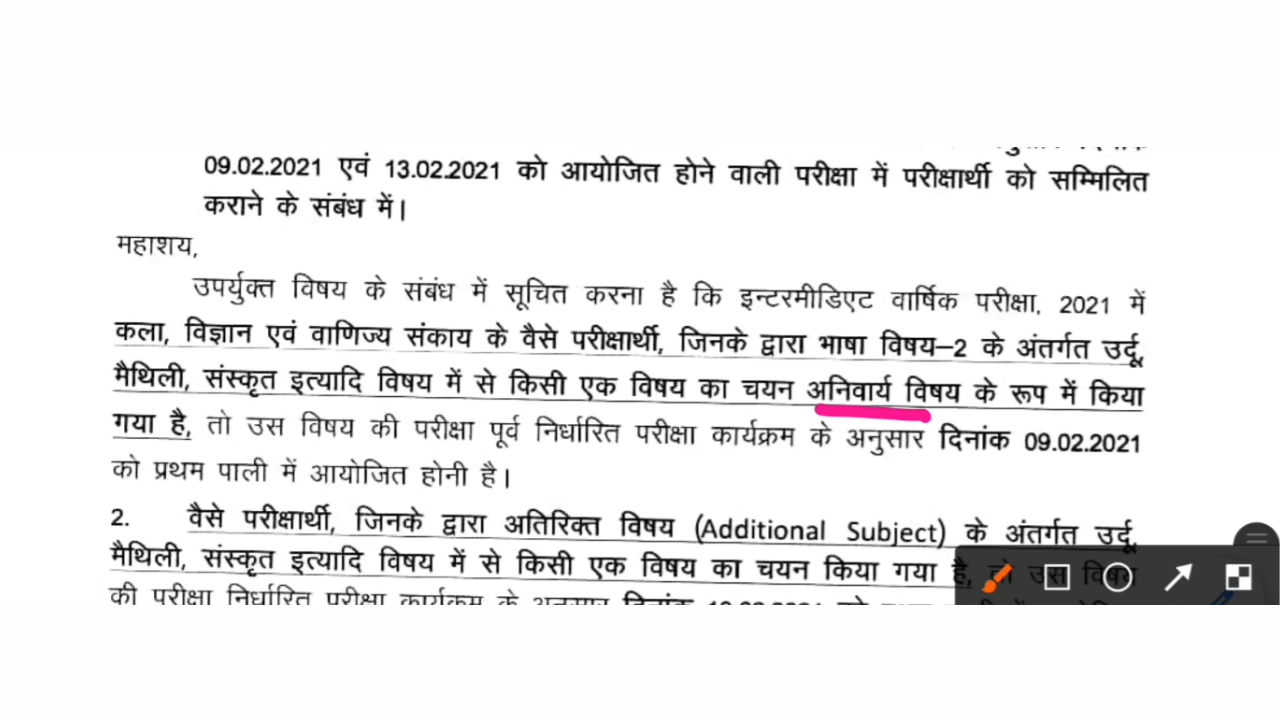 09.02.2021 एवं 13.02.2021 को आयोजित होने वाली परीक्षा में परीक्षार्थी को सम्मिलित
कराने के संबंध में।
महाशय,
उपर्युक्त विषय के संबंध में सूचित करना है कि इन्टरमीडिएट वार्षिक परीक्षा, 2021 में
कला, विज्ञान एवं वाणिज्य संकाय के वैसे परीक्षार्थी, जिनके द्वारा भाषा विषय–2 के अंतर्गत उर्दू,
मैथिली, संस्कृत इत्यादि विषय में से किसी एक विषय का चयन अनिवार्य विषय के रूप में किया
गया है, तो उस विषय की परीक्षा पूर्व निर्धारित परीक्षा कार्यक्रम के अनुसार दिनांक 09.02.2021
को प्रथम पाली में आयोजित होनी है।
2. वैसे परीक्षार्थी, जिनके द्वारा अतिरिक्त विषय (Additional Subject) के अंतर्गत उर्दू,
मैथिली, संस्कृत इत्यादि विषय में से किसी एक विषय का चयन किया गया है, तो उस विषय
की परीक्षा निर्धारित परीक्षा कार्यक्रम के अनुसार दिनांक